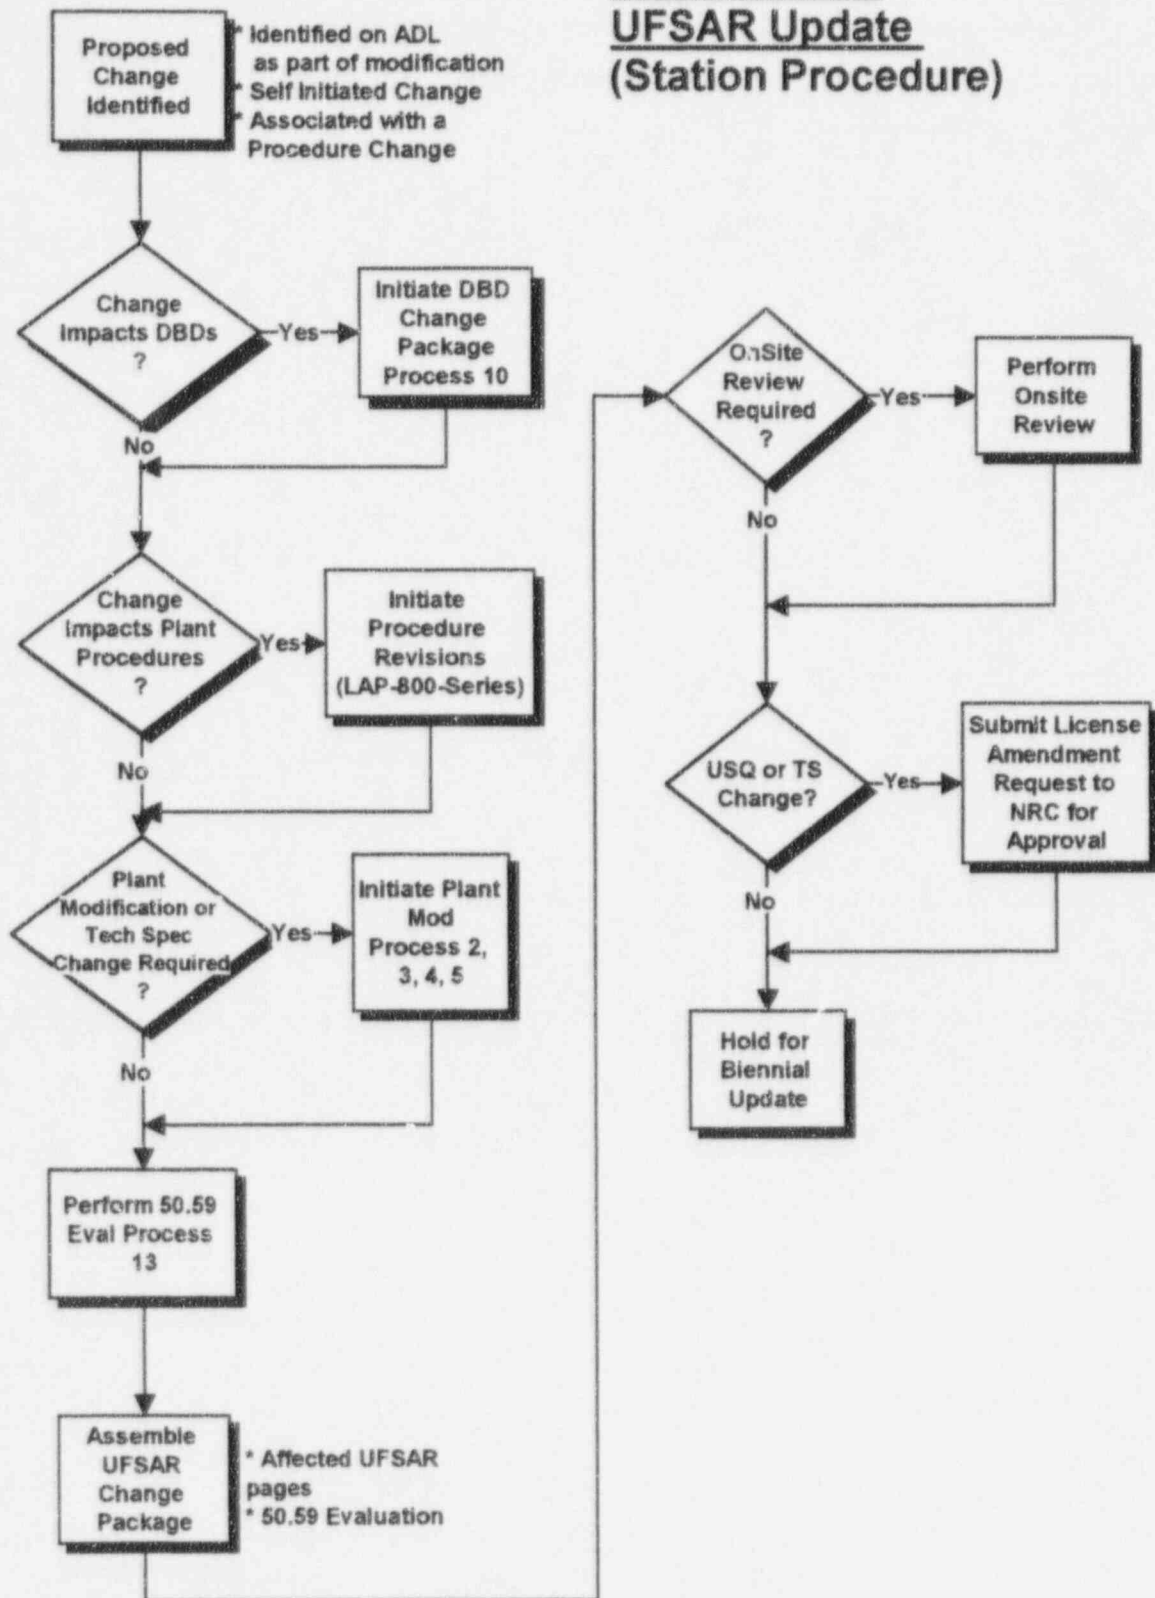 UFSAR Update
(Station Procedure)
Proposed
Change
Identified
* Identified on ADL
as part of modification
* Self Initiated Change
* Associated with a
Procedure Change
Change
Impacts DBDs
?
Yes
Initiate DBD
Change
Package
Process 10
No
Change
Impacts Plant
Procedures
?
Yes
Initiate
Procedure
Revisions
(LAP-800-Series)
No
Plant
Modification or
Tech Spec
Change Required
?
Yes
Initiate Plant
Mod
Process 2,
3, 4, 5
No
Perform 50.59
Eval Process
13
Assemble
UFSAR
Change
Package
* Affected UFSAR
pages
* 50.59 Evaluation
OnSite
Review
Required
?
Yes
Perform
Onsite
Review
No
USQ or TS
Change?
Yes
Submit License
Amendment
Request to
NRC for
Approval
No
Hold for
Biennial
Update